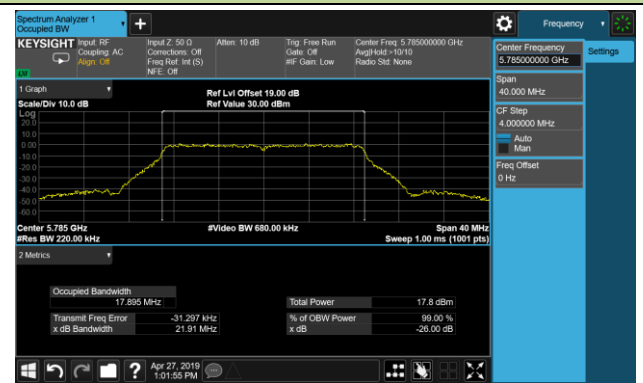 Spectrum Analyzer 1
Occupied BW
Frequency
KEYSIGHT
Input: RF
Coupling: AC
Align: Off
Input Z: 50 Ω
Corrections: Off
Freq Ref: Int (S)
NFE: Off
Atten: 10 dB
Trig: Free Run
Gate: Off
#IF Gain: Low
Center Freq: 5.785000000 GHz
Avg|Hold:>10/10
Radio Std: None
Center Frequency
5.785000000 GHz
Settings
Span
40.000 MHz
CF Step
4.000000 MHz
Auto
Man
Freq Offset
0 Hz
1 Graph
Scale/Div 10.0 dB
Ref Lvl Offset 19.00 dB
Ref Value 30.00 dBm
Log
20.0
10.0
0.00
-10.0
-20.0
-30.0
-40.0
-50.0
-60.0
Center 5.785 GHz
#Video BW 680.00 kHz
Span 40 MHz
#Res BW 220.00 kHz
Sweep 1.00 ms (1001 pts)
2 Metrics
Occupied Bandwidth
17.895 MHz
Total Power
17.8 dBm
Transmit Freq Error
-31.297 kHz
% of OBW Power
99.00 %
x dB Bandwidth
21.91 MHz
x dB
-26.00 dB
Apr 27, 2019
1:01:55 PM